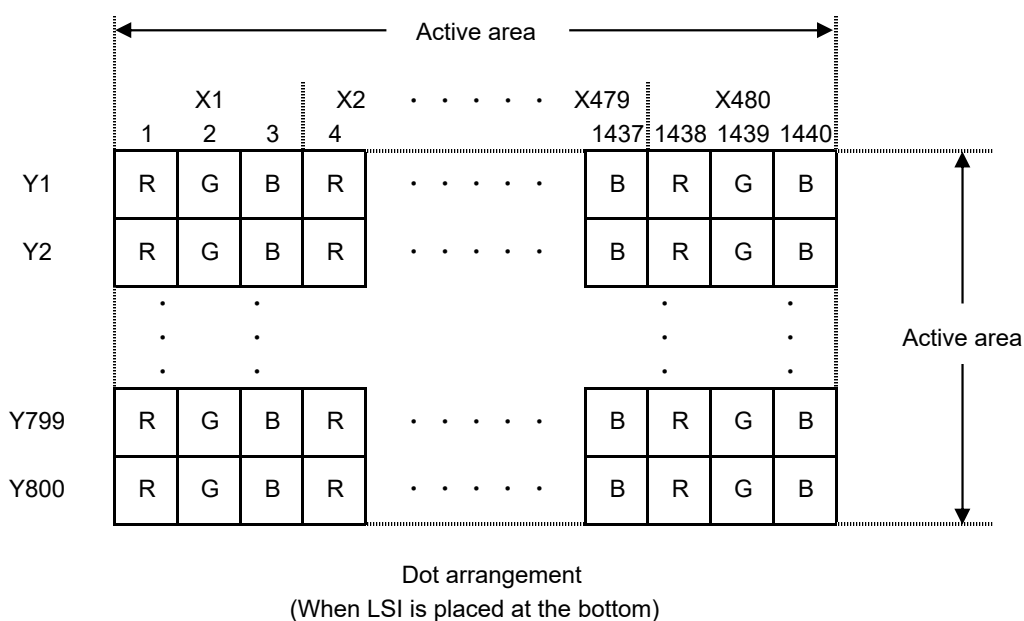 Active area
X1 X2 · · · · · X479 X480
1 2 3 4 1437 1438 1439 1440
Y1 R G B R · · · · · B R G B
Y2 R G B R · · · · · B R G B
· · · ·
· · · ·
Active area
· · · ·
Y799 R G B R · · · · · B R G B
Y800 R G B R · · · · · B R G B
Dot arrangement
(When LSI is placed at the bottom)